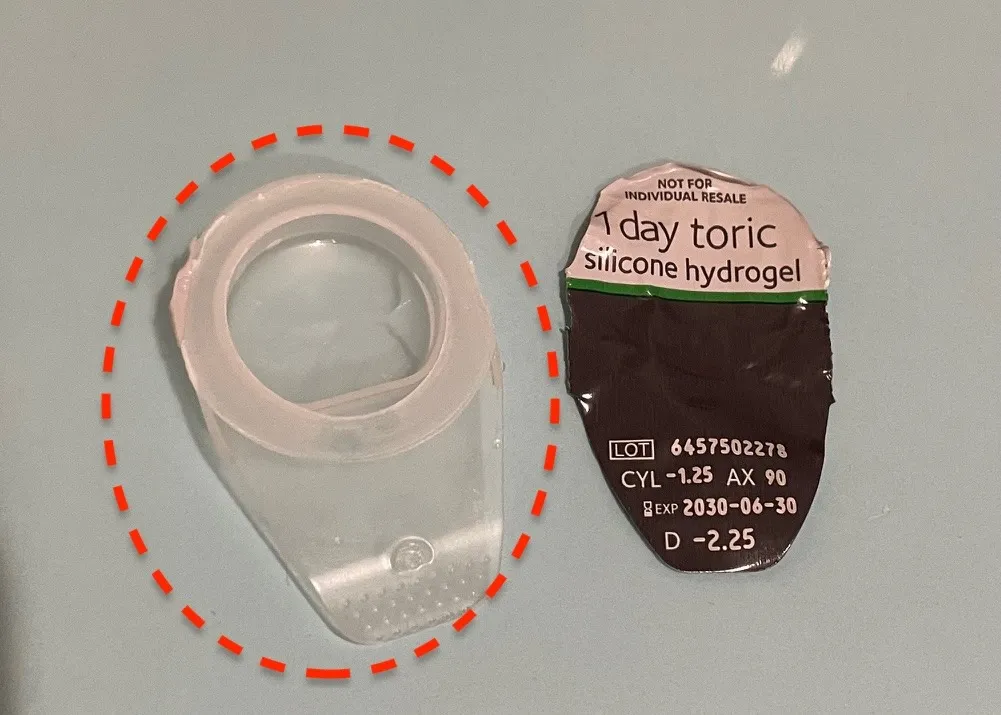 NOT FOR
INDIVIDUAL RESALE
1 day toric
silicone hydrogel
LOT 6457502278
CYL -1.25 AX 90
EXP 2030-06-30
D -2.25